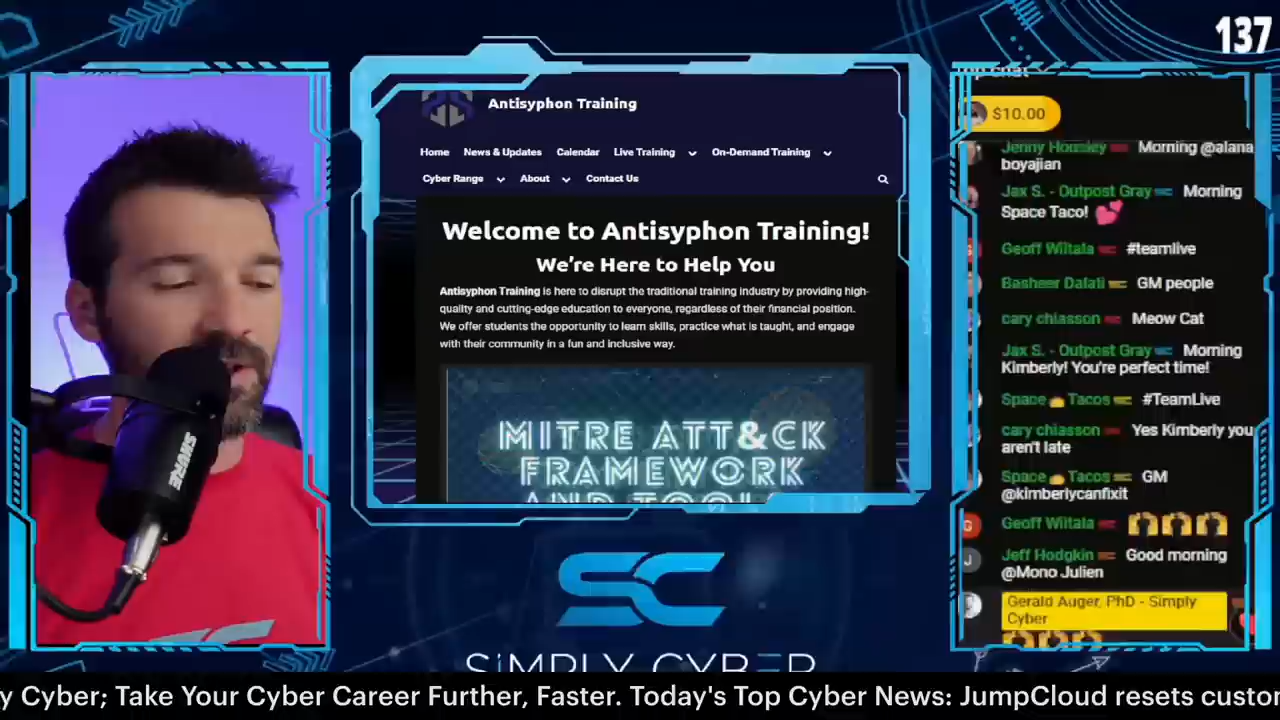 137
Antisyphon Training
Home News & Updates Calendar Live Training On-Demand Training
Cyber Range About Contact Us
Welcome to Antisyphon Training!
We're Here to Help You
Antisyphon Training is here to disrupt the traditional training industry by providing high-
quality and cutting-edge education to everyone, regardless of their financial position.
We offer students the opportunity to learn skills, practice what is taught, and engage
with their community in a fun and inclusive way.
MITRE ATT&CK
FRAMEWORK
AND TOOLS
SHURE
SC
SIMPLY CYBER
$10.00
Jenny Housley Morning @alana
boyajian
Jax S. - Outpost Gray Morning
Space Taco!
Geoff Wiltala #teamlive
Basheer Dalati GM people
cary chiasson Meow Cat
Jax S. - Outpost Gray Morning
Kimberly! You're perfect time!
Space Tacos #TeamLive
cary chiasson Yes Kimberly you
aren't late
Space Tacos GM
@kimberlycanfixit
G Geoff Wiltala
J Jeff Hodgkin Good morning
@Mono Julien
Gerald Auger, PhD - Simply
Cyber
y Cyber; Take Your Cyber Career Further, Faster. Today's Top Cyber News: JumpCloud resets custo